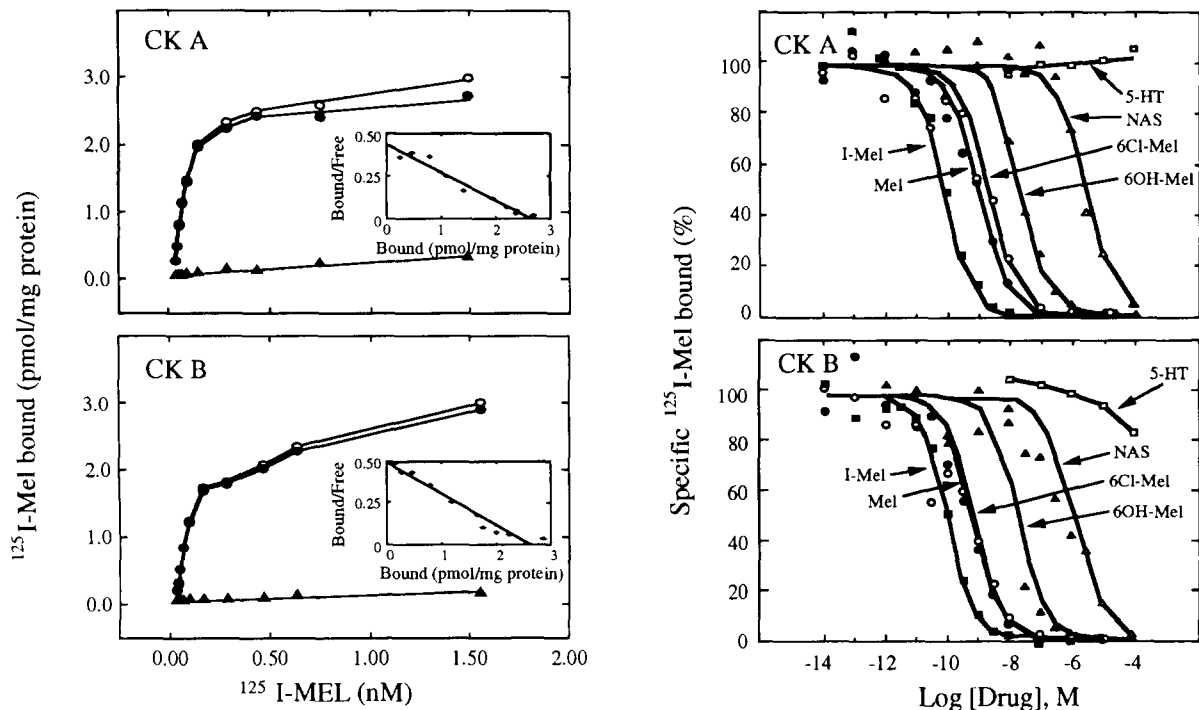 CK A
3.0
2.0
1.0
0.0
Bound/Free
0.50
0.25
0
0 1 2 3
Bound (pmol/mg protein)
CK B
3.0
2.0
1.0
0.0
Bound/Free
0.50
0.25
0
0 1 2 3
Bound (pmol/mg protein)
0.00 0.50 1.00 1.50 2.00
125 I-MEL (nM)
125 I-Mel bound (pmol/mg protein)
CK A
100
80
60
40
20
0
5-HT
NAS
I-Mel
6Cl-Mel
Mel
6OH-Mel
CK B
100
80
60
40
20
0
5-HT
NAS
I-Mel
6Cl-Mel
Mel
6OH-Mel
-14 -12 -10 -8 -6 -4
Log [Drug], M
Specific 125I-Mel bound (%)